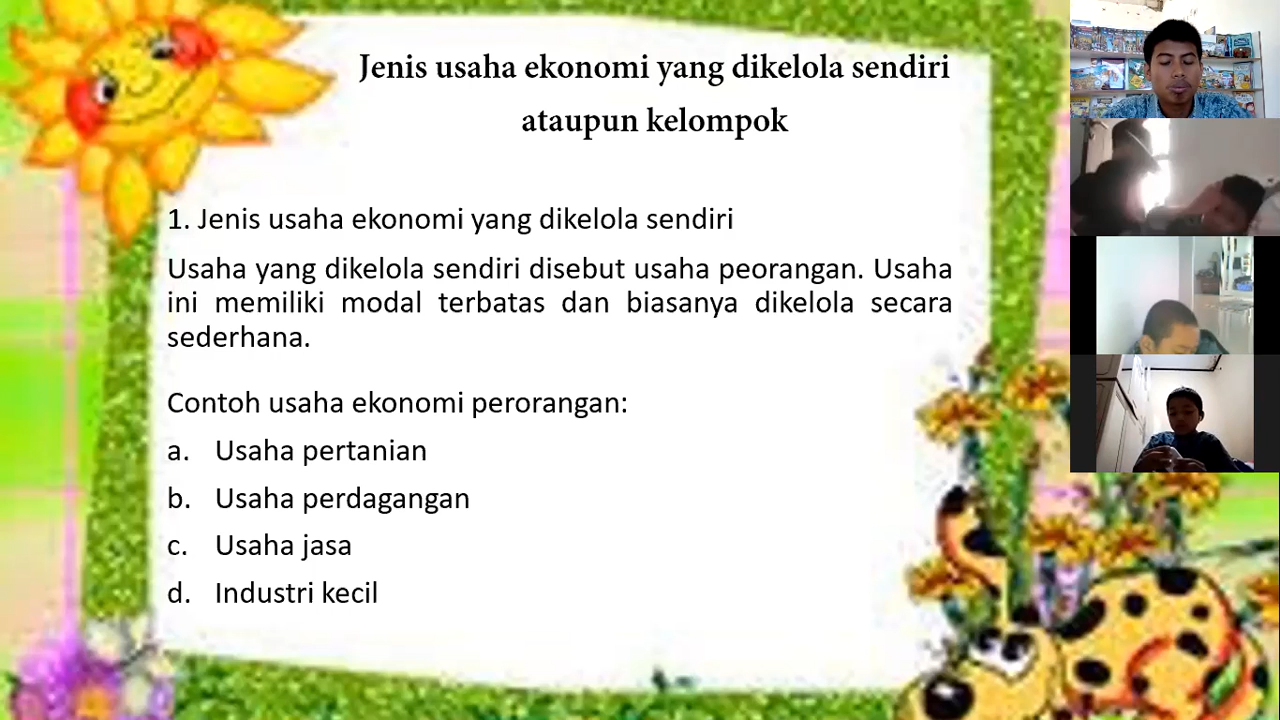 Jenis usaha ekonomi yang dikelola sendiri
ataupun kelompok
1. Jenis usaha ekonomi yang dikelola sendiri
Usaha yang dikelola sendiri disebut usaha peorangan. Usaha
ini memiliki modal terbatas dan biasanya dikelola secara
sederhana.
Contoh usaha ekonomi perorangan:
a. Usaha pertanian
b. Usaha perdagangan
c. Usaha jasa
d. Industri kecil